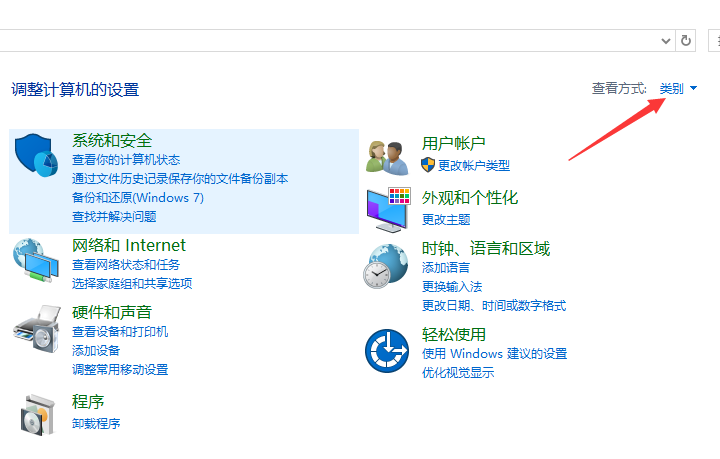 调整计算机的设置
查看方式: 类别
系统和安全
查看你的计算机状态
通过文件历史记录保存你的文件备份副本
备份和还原(Windows 7)
查找并解决问题
网络和 Internet
查看网络状态和任务
选择家庭组和共享选项
硬件和声音
查看设备和打印机
添加设备
调整常用移动设置
程序
卸载程序
用户帐户
更改帐户类型
外观和个性化
更改主题
时钟、语言和区域
添加语言
更换输入法
更改日期、时间或数字格式
轻松使用
使用 Windows 建议的设置
优化视觉显示